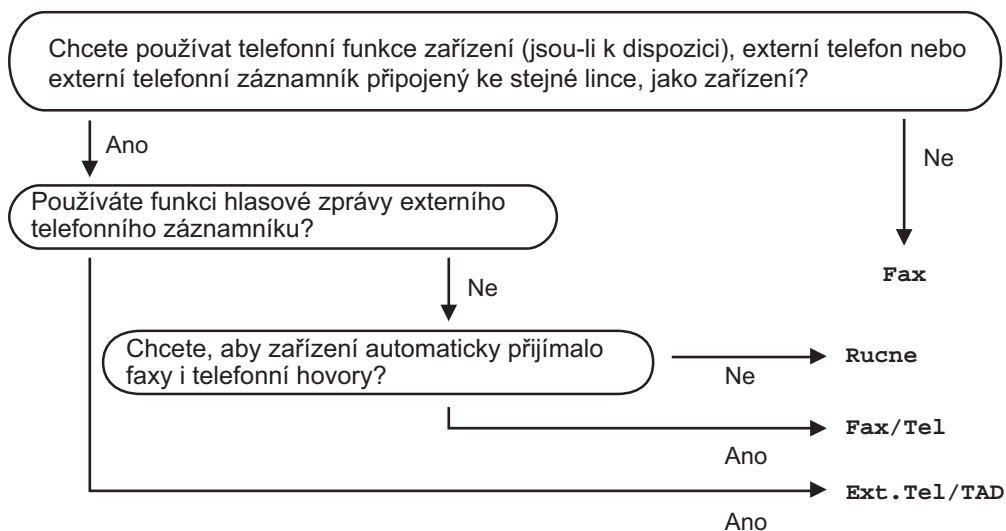 Chcete používat telefonní funkce zařízení (jsou-li k dispozici), externí telefon nebo
externí telefonní záznamník připojený ke stejné lince, jako zařízení?
Ano
Ne
Používáte funkci hlasové zprávy externího
telefonního záznamníku?
Fax
Ne
Chcete, aby zařízení automaticky přijímalo
faxy i telefonní hovory?
Rucne
Ne
Fax/Tel
Ano
Ext.Tel/TAD
Ano